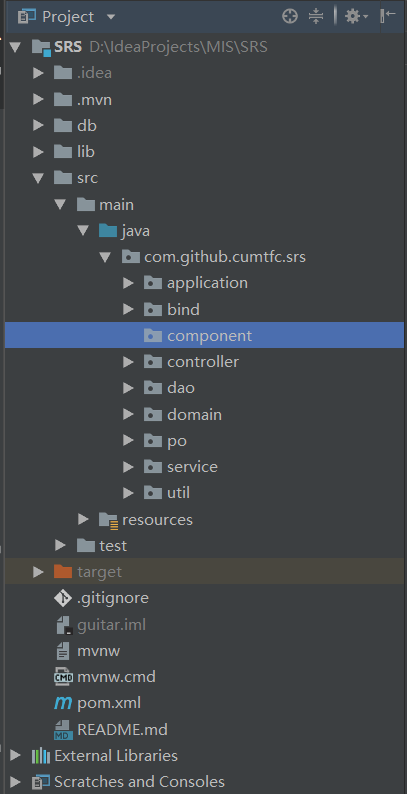 Project
SRS D:\IdeaProjects\MIS\SRS
.idea
.mvn
db
lib
src
main
java
com.github.cumtfc.srs
application
bind
component
controller
dao
domain
po
service
util
resources
test
target
.gitignore
guitar.iml
mvnw
CMD mvnw.cmd
m pom.xml
MD README.md
External Libraries
Scratches and Consoles